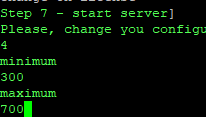 Step 7 - start server]
Please, change you configu
4
minimum
300
maximum
700